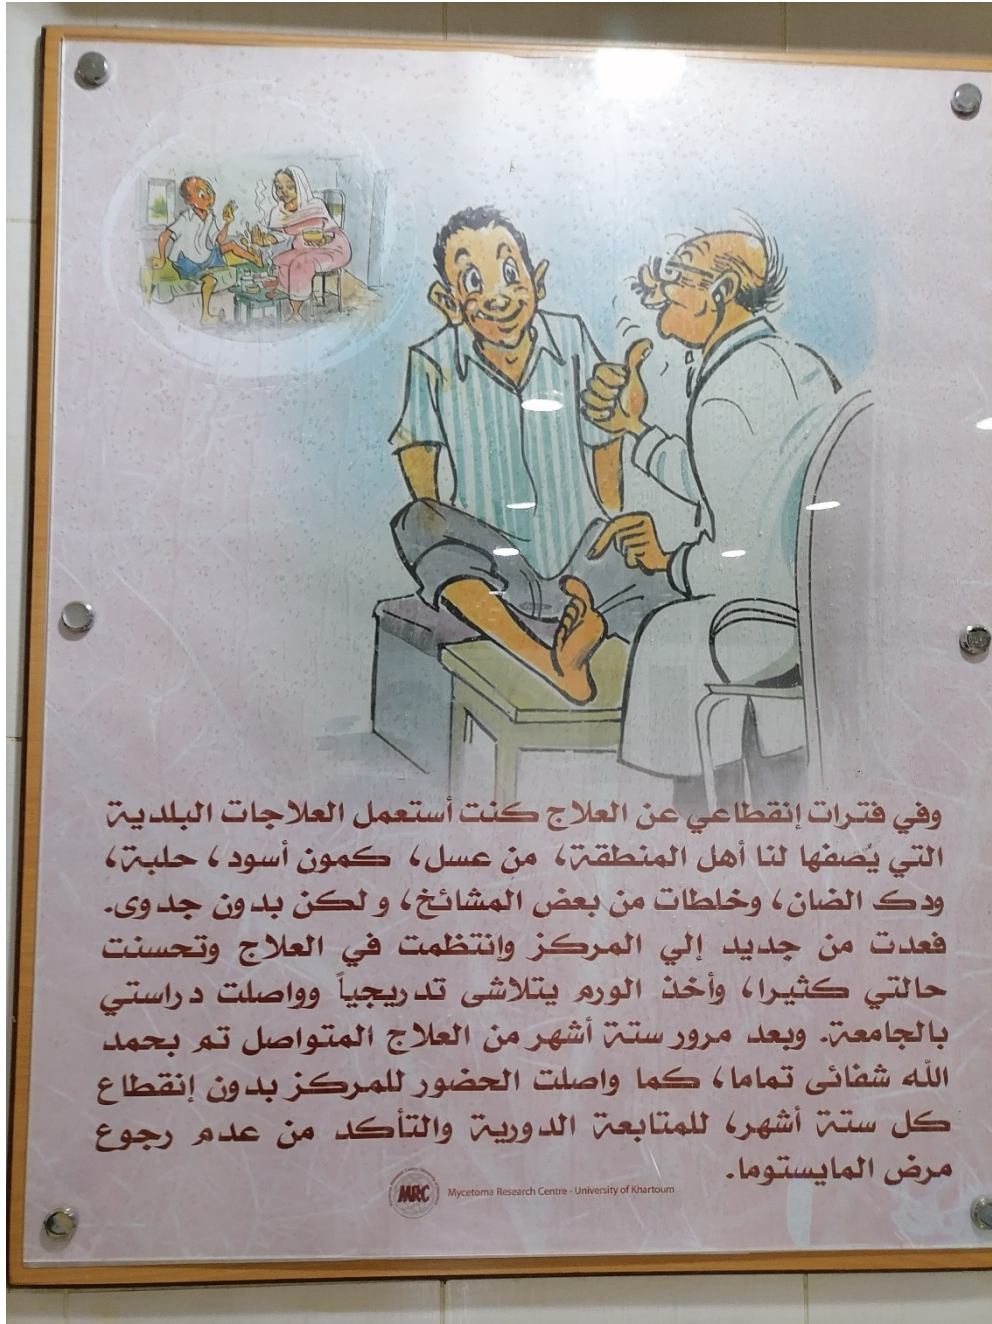 وفي فترات إنقطاعي عن العلاج كنت أستعمل العلاجات البلدية
التي يُصفها لنا أهل المنطقة، من عسل، كمون أسود، حلبة،
ودك الضان، وخلطات من بعض المشائخ، ولكن بدون جدوى.
فعدت من جديد إلي المركز وانتظمت في العلاج وتحسنت
حالتي كثيرا، وأخذ الورم يتلاشى تدريجياً وواصلت دراستي
بالجامعة. وبعد مرور ستة أشهر من العلاج المتواصل تم بحمد
الله شفائى تماما، كما واصلت الحضور للمركز بدون إنقطاع
كل ستة أشهر، للمتابعة الدورية والتأكد من عدم رجوع
مرض المايستوما.
MRC Mycetoma Research Centre - University of Khartoum